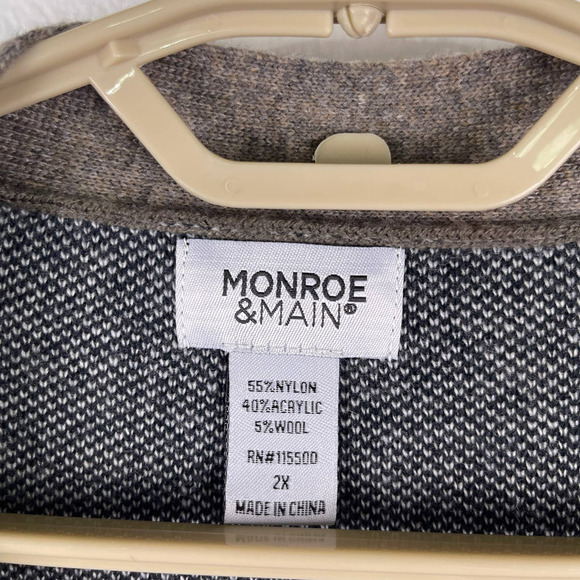 MONROE
&MAIN®
55%NYLON
40%ACRYLIC
5%WOOL
RN#115500
2X
MADE IN CHINA